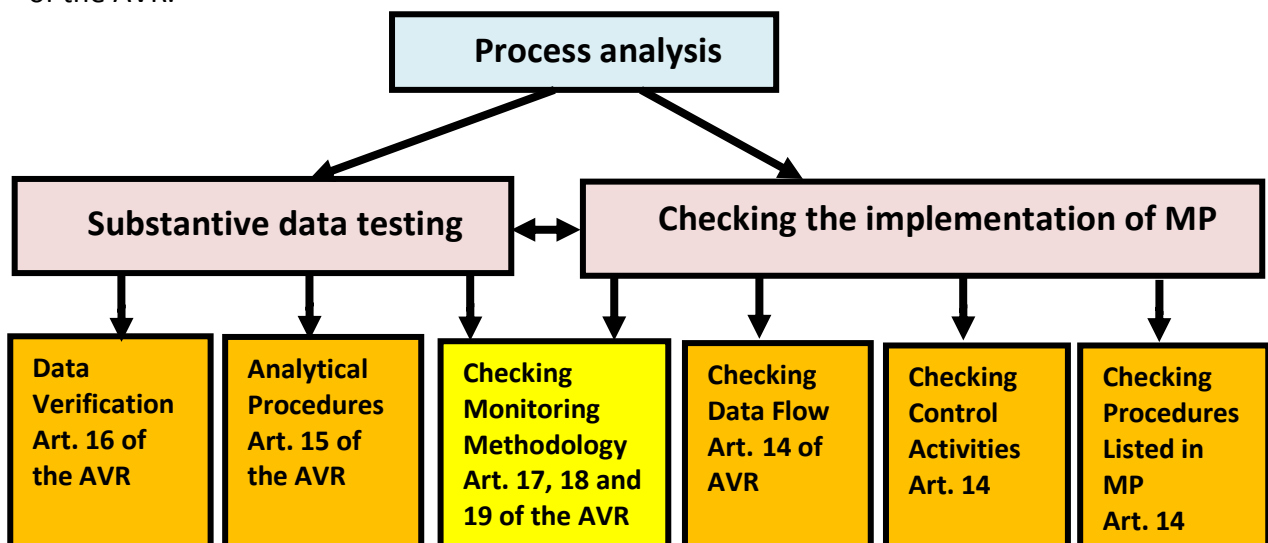 of the AVR.
Process analysis
Substantive data testing
Checking the implementation of MP
Data
Verification
Art. 16 of
the AVR
Analytical
Procedures
Art. 15 of
the AVR
Checking
Monitoring
Methodology
Art. 17, 18 and
19 of the AVR
Checking
Data Flow
Art. 14 of
AVR
Checking
Control
Activities
Art. 14
Checking
Procedures
Listed in
MP
Art. 14